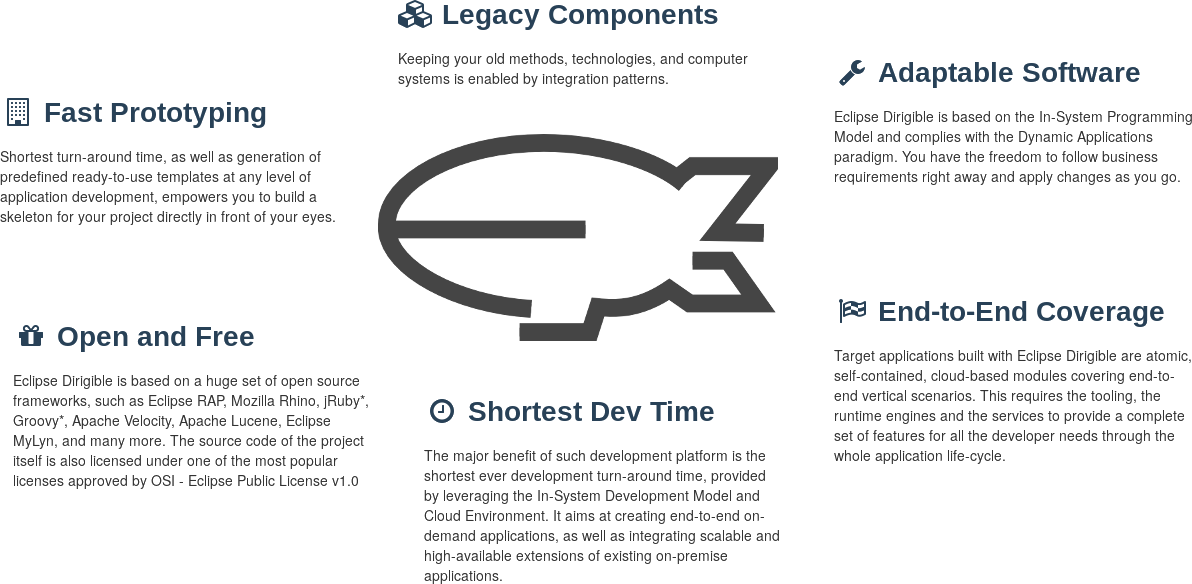 Legacy Components
Keeping your old methods, technologies, and computer
systems is enabled by integration patterns.
Adaptable Software
Eclipse Dirigible is based on the In-System Programming
Model and complies with the Dynamic Applications
paradigm. You have the freedom to follow business
requirements right away and apply changes as you go.
Fast Prototyping
Shortest turn-around time, as well as generation of
predefined ready-to-use templates at any level of
application development, empowers you to build a
skeleton for your project directly in front of your eyes.
End-to-End Coverage
Target applications built with Eclipse Dirigible are atomic,
self-contained, cloud-based modules covering end-to-
end vertical scenarios. This requires the tooling, the
runtime engines and the services to provide a complete
set of features for all the developer needs through the
whole application life-cycle.
Open and Free
Eclipse Dirigible is based on a huge set of open source
frameworks, such as Eclipse RAP, Mozilla Rhino, jRuby*,
Groovy*, Apache Velocity, Apache Lucene, Eclipse
MyLyn, and many more. The source code of the project
itself is also licensed under one of the most popular
licenses approved by OSI - Eclipse Public License v1.0
Shortest Dev Time
The major benefit of such development platform is the
shortest ever development turn-around time, provided
by leveraging the In-System Development Model and
Cloud Environment. It aims at creating end-to-end on-
demand applications, as well as integrating scalable and
high-available extensions of existing on-premise
applications.